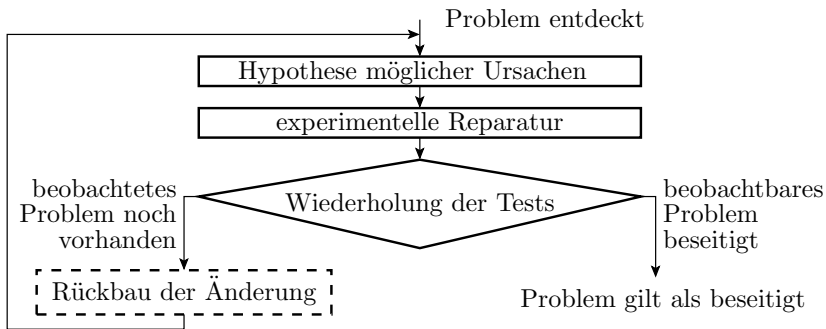 Problem entdeckt
Hypothese möglicher Ursachen
experimentelle Reparatur
Wiederholung der Tests
beobachtetes
Problem noch
vorhanden
beobachtbares
Problem
beseitigt
Rückbau der Änderung
Problem gilt als beseitigt